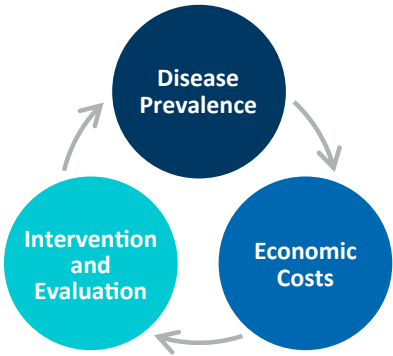 Disease
Prevalence
Economic
Costs
Intervention
and
Evaluation